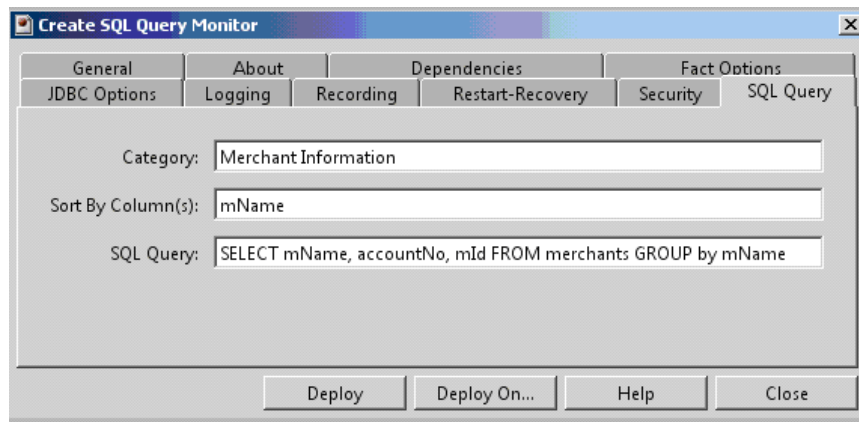 Create SQL Query Monitor
General About Dependencies Fact Options
JDBC Options Logging Recording Restart-Recovery Security SQL Query
Category: Merchant Information
Sort By Column(s): mName
SQL Query: SELECT mName, accountNo, mId FROM merchants GROUP by mName
Deploy Deploy On... Help Close